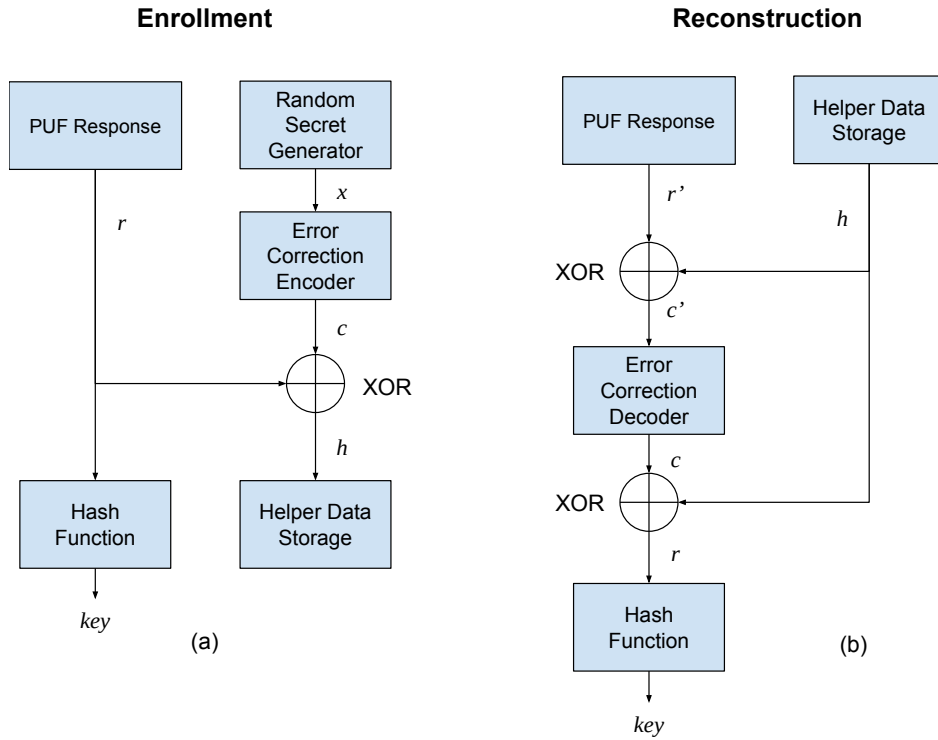 Enrollment
PUF Response
Random
Secret
Generator
x
r
Error
Correction
Encoder
c
XOR
h
Hash
Function
Helper Data
Storage
key
(a)
Reconstruction
PUF Response
Helper Data
Storage
r’
h
XOR
c’
Error
Correction
Decoder
c
XOR
r
Hash
Function
(b)
key